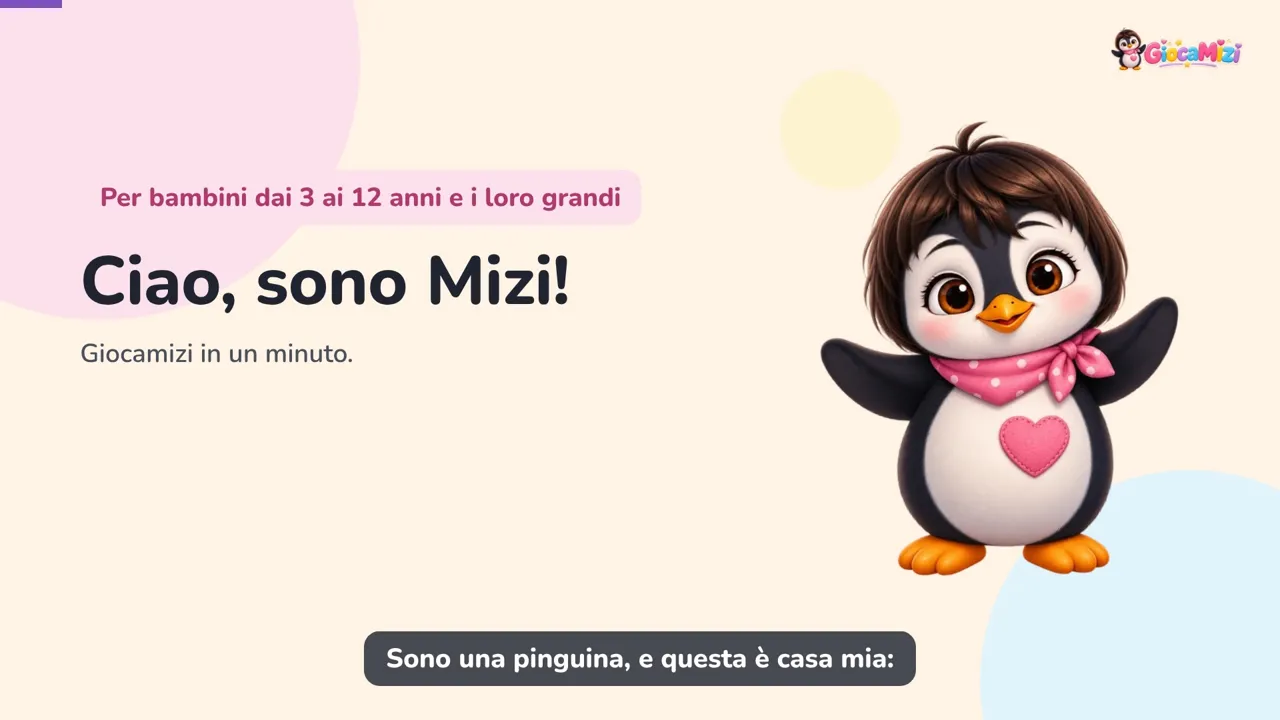 GiocaMizi
Per bambini dai 3 ai 12 anni e i loro grandi
Ciao, sono Mizi!
Giocamizi in un minuto.
Sono una pinguina, e questa è casa mia: